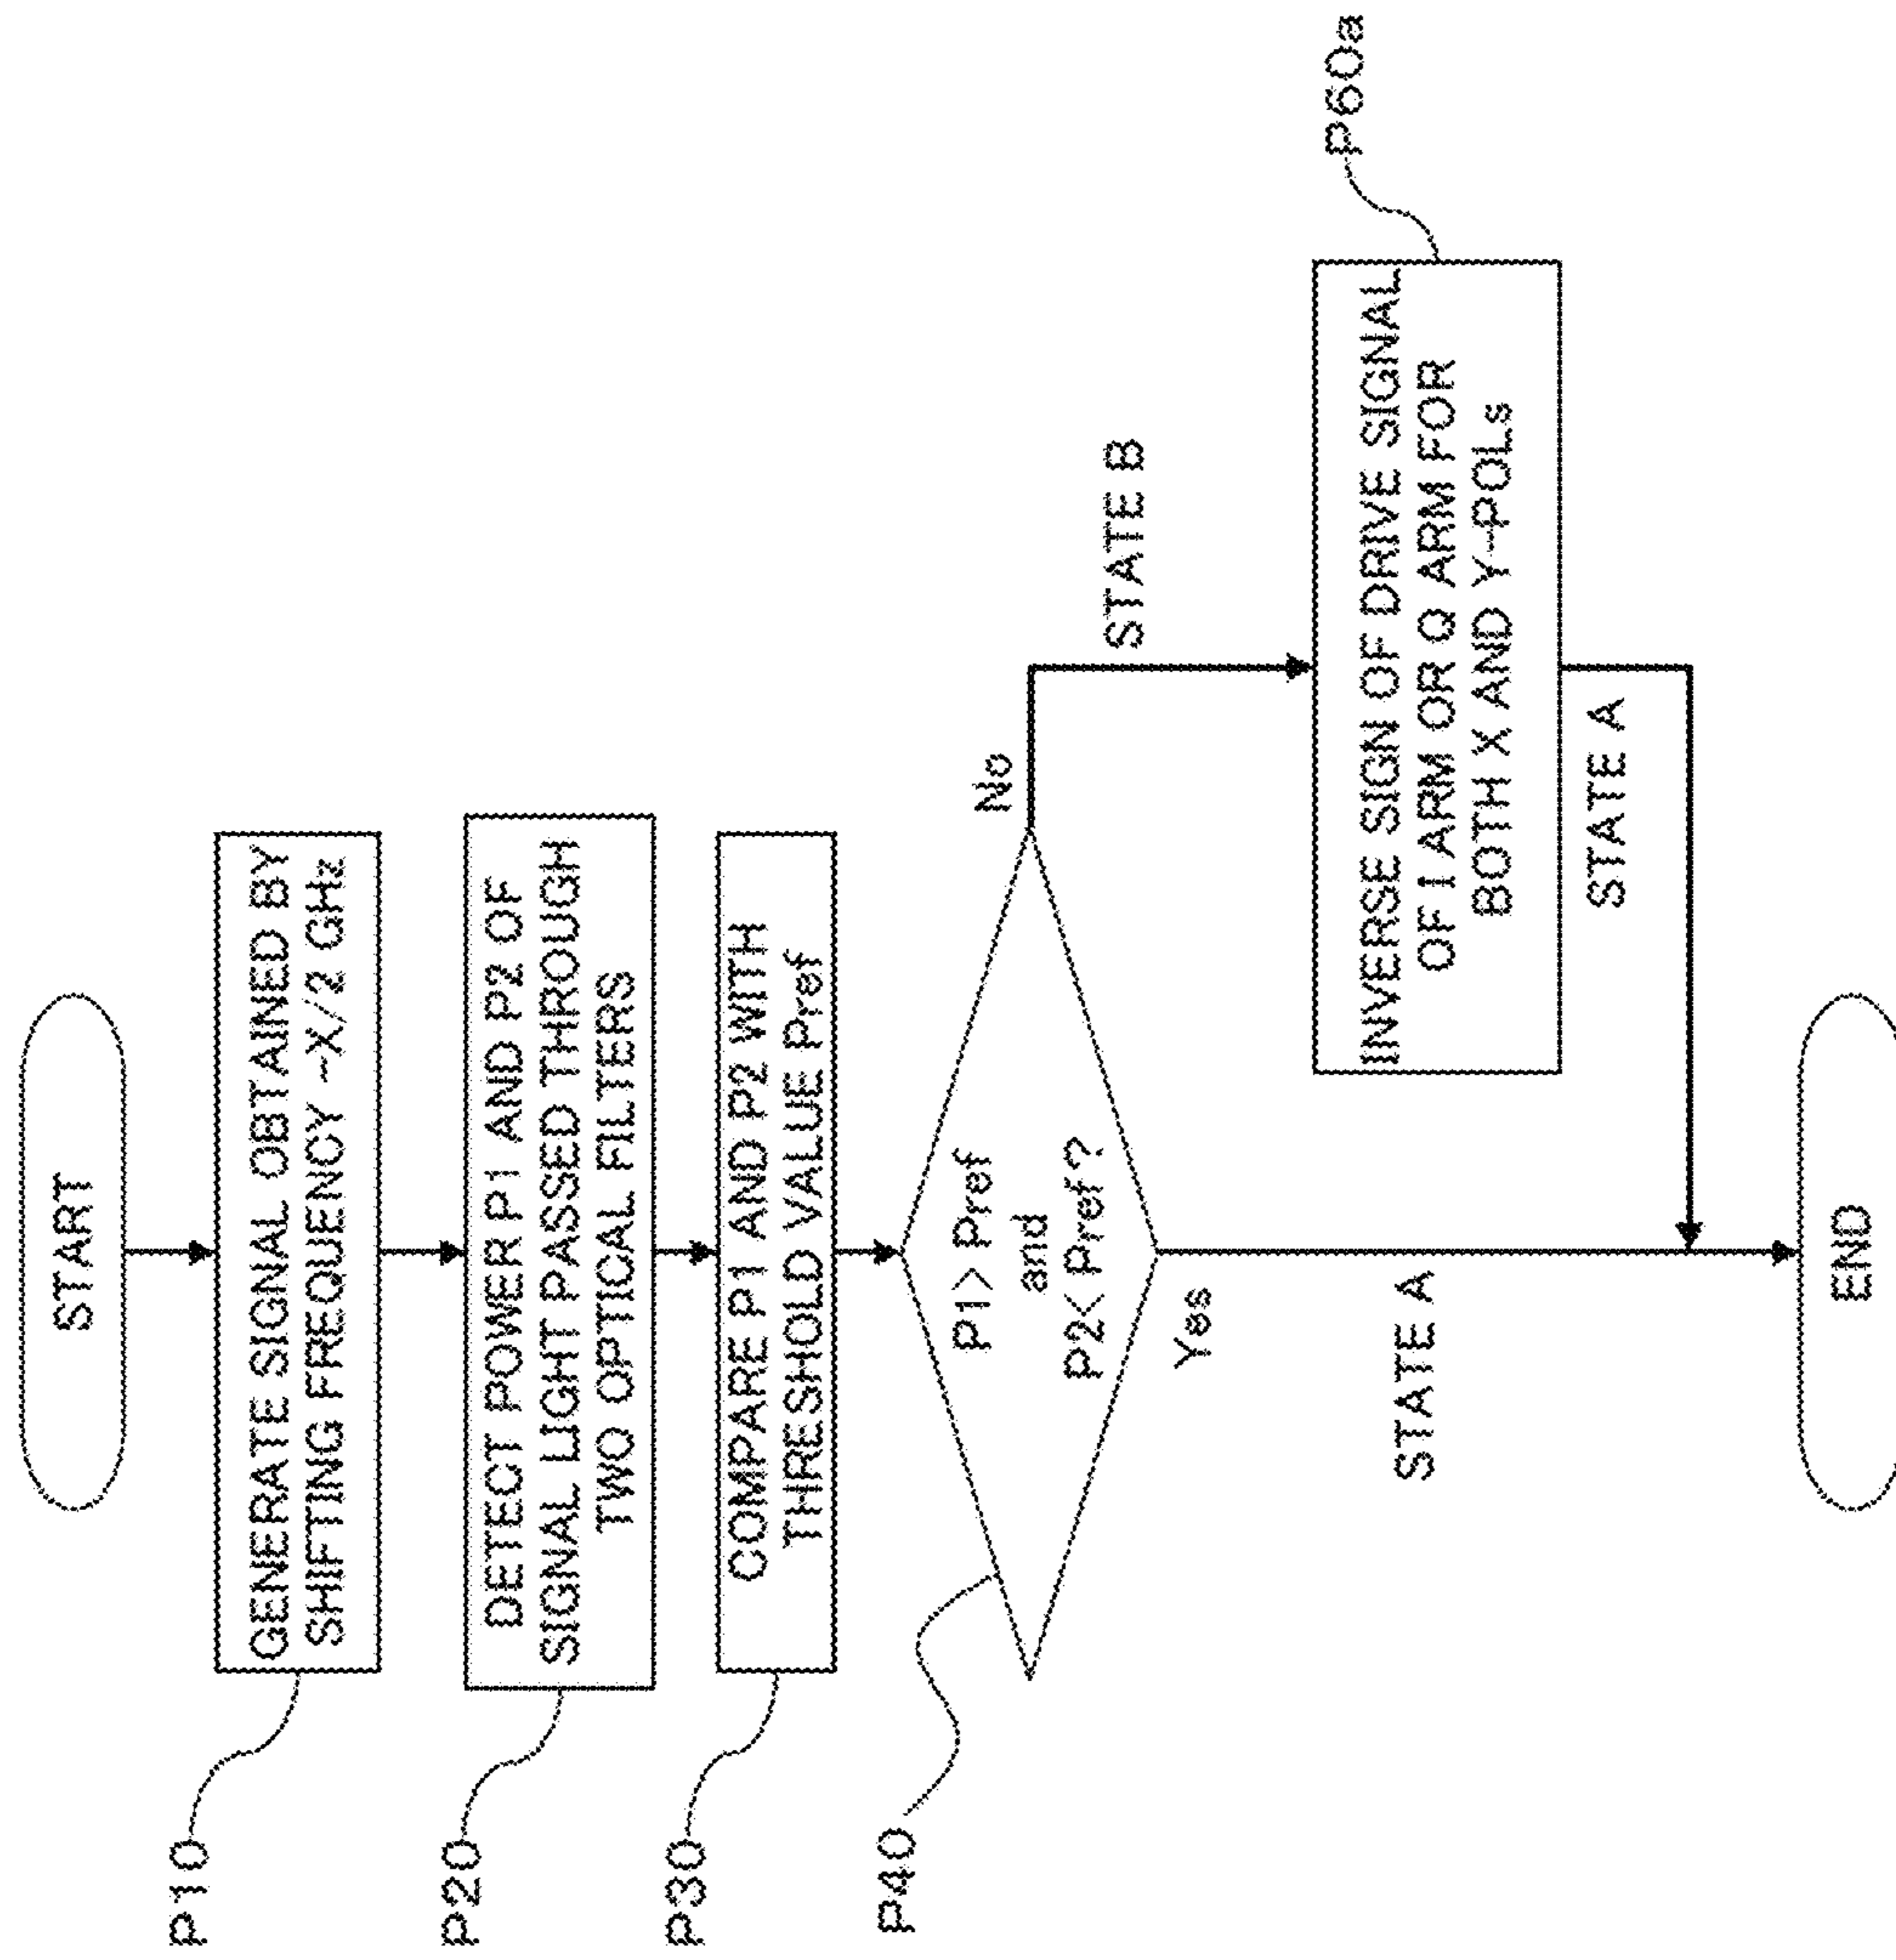 START
P10
GENERATE SIGNAL OBTAINED BY
SHIFTING FREQUENCY -X/2 GHz
P20
DETECT POWER P1 AND P2 OF
SIGNAL LIGHT PASSED THROUGH
TWO OPTICAL FILTERS
P30
COMPARE P1 AND P2 WITH
THRESHOLD VALUE Pref
P40
P1> Pref
and
P2< Pref ?
No
Yes
STATE B
P60a
INVERSE SIGN OF DRIVE SIGNAL
OF I ARM OR Q ARM FOR
BOTH X AND Y-POLs
STATE A
STATE A
END